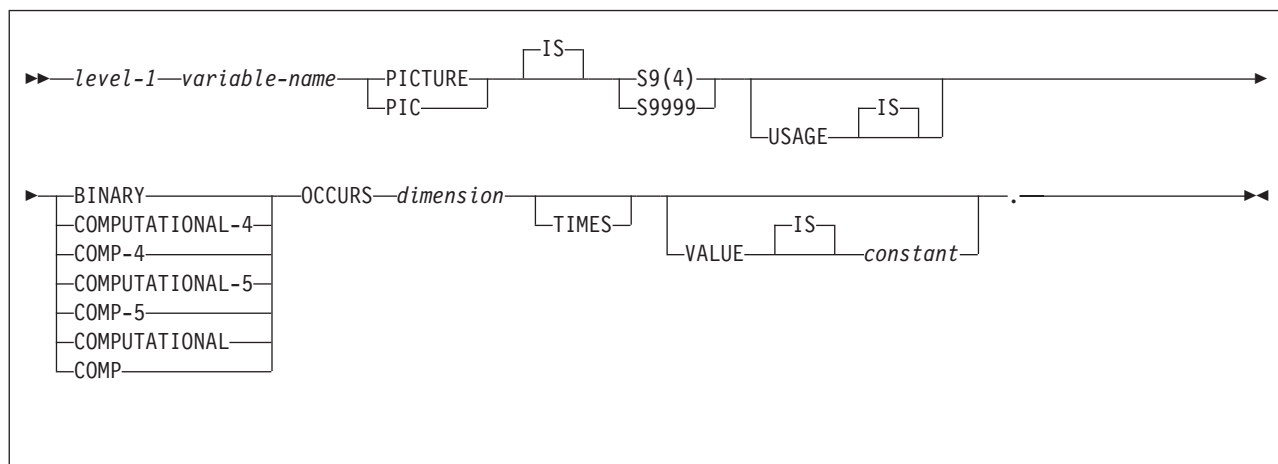 IS
level-1 variable-name PICTURE S9(4)
PIC S9999 IS
USAGE
BINARY OCCURS dimension .
COMPUTATIONAL-4 TIMES IS
COMP-4 VALUE constant
COMPUTATIONAL-5
COMP-5
COMPUTATIONAL
COMP